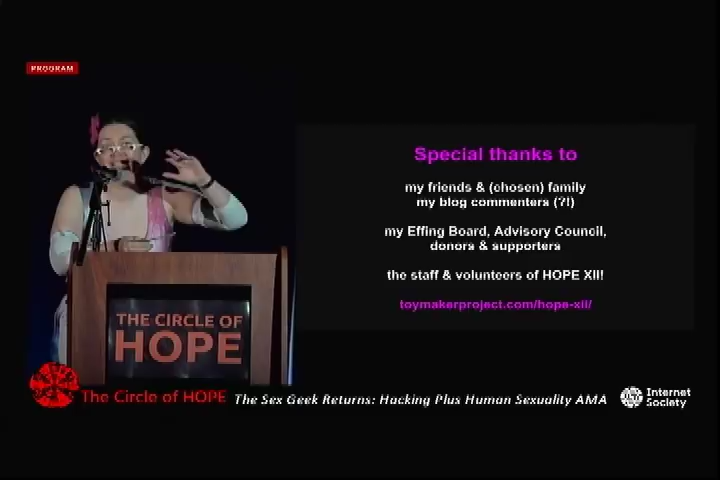 PROGRAM
Special thanks to
my friends & (chosen) family
my blog commenters (?!)
my Effing Board, Advisory Council,
donors & supporters
the staff & volunteers of HOPE XII!
toymakerproject.com/hope-xii/
THE CIRCLE OF
HOPE
The Circle of HOPE
The Sex Geek Returns: Hacking Plus Human Sexuality AMA
Internet
Society